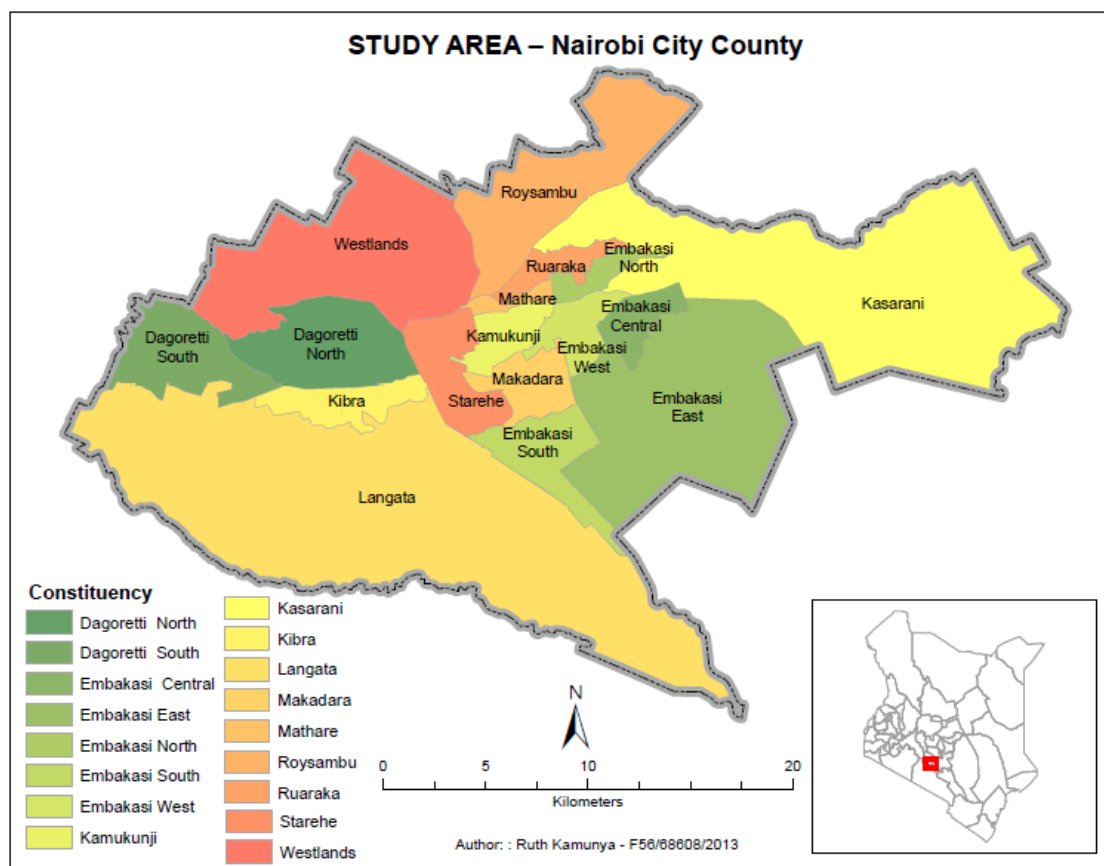 STUDY AREA – Nairobi City County
Roysambu
Westlands
Ruaraka
Embakasi
North
Kasarani
Mathare
Embakasi
Central
Dagoretti
South
Dagoretti
North
Kamukunji
Embakasi
West
Makadara
Kibra
Starehe
Embakasi
East
Embakasi
South
Langata
Constituency
Dagoretti North
Dagoretti South
Embakasi Central
Embakasi East
Embakasi North
Embakasi South
Embakasi West
Kamukunji
Kasarani
Kibra
Langata
Makadara
Mathare
Roysambu
Ruaraka
Starehe
Westlands
N
0 5 10 20
Kilometers
Author: : Ruth Kamunya - F56/68608/2013